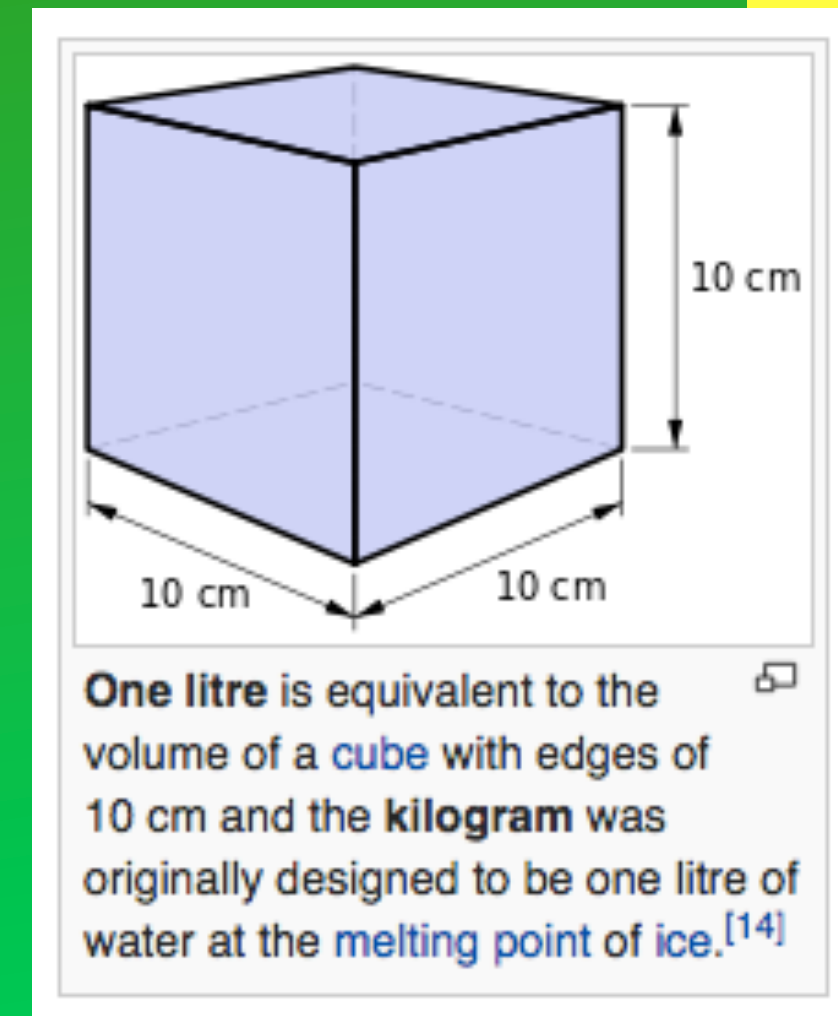 10 cm
10 cm
10 cm
One litre is equivalent to the
volume of a cube with edges of
10 cm and the kilogram was
originally designed to be one litre of
water at the melting point of ice.[14]